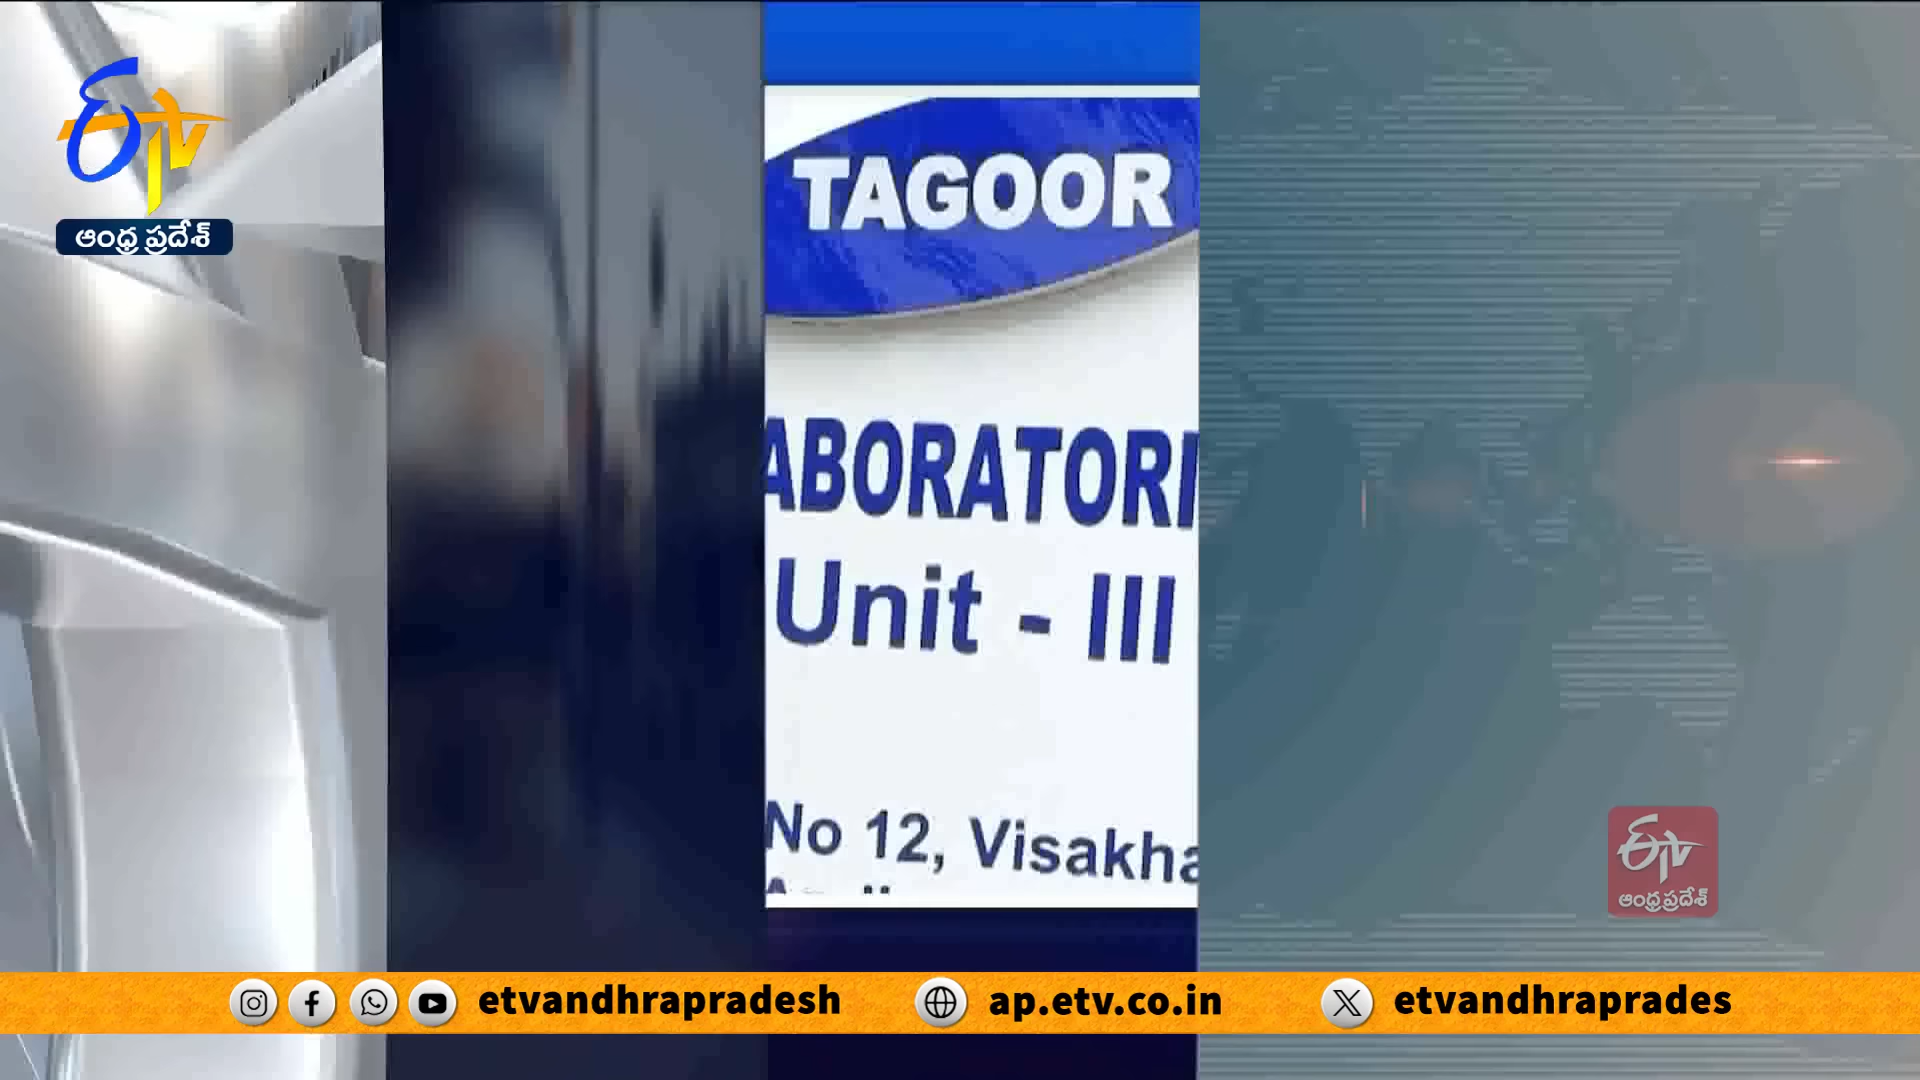 ETV
ఆంధ్ర ప్రదేశ్
TAGOOR
ABORATORI
Unit - III
No 12, Visakha
ETV
ఆంధ్రప్రదేశ్
etvandhrapradesh
ap.etv.co.in
etvandhraprades